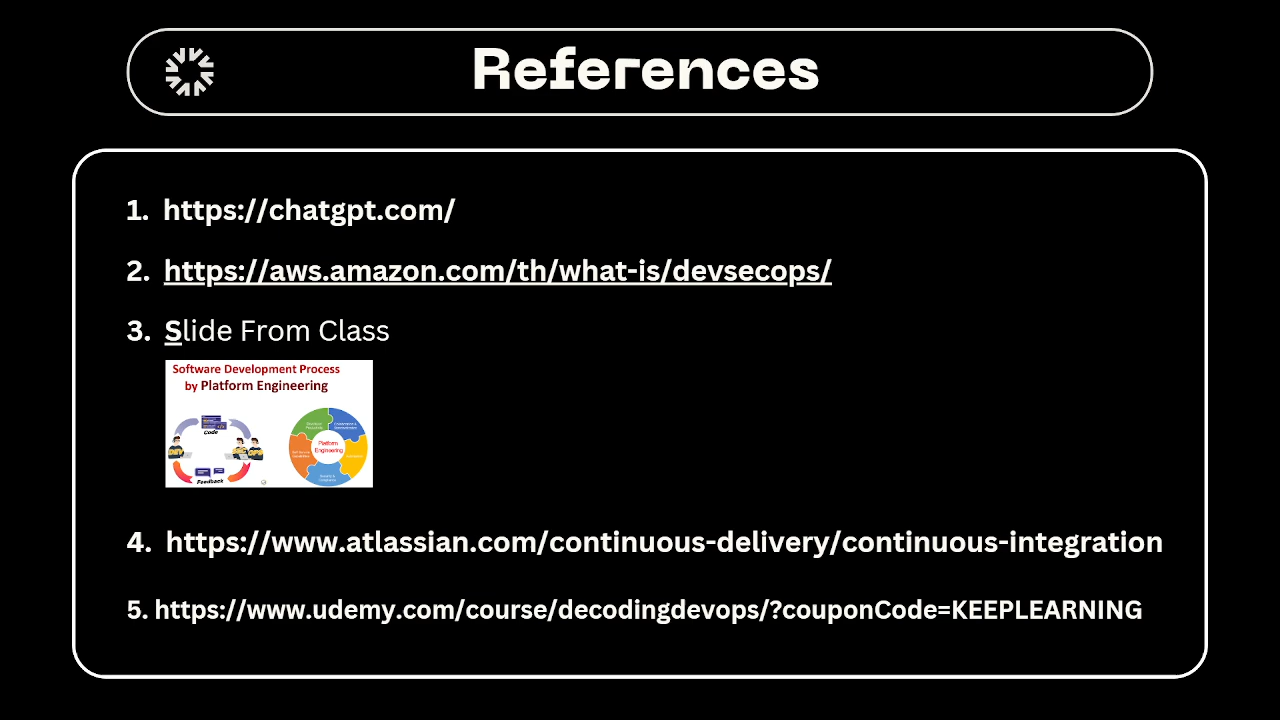 References
1. https://chatgpt.com/
2. https://aws.amazon.com/th/what-is/devsecops/
3. Slide From Class
Software Development Process
by Platform Engineering
Code
DEV
OPS
Platform
Engineering
Feedback
4. https://www.atlassian.com/continuous-delivery/continuous-integration
5. https://www.udemy.com/course/decodingdevops/?couponCode=KEEPLEARNING